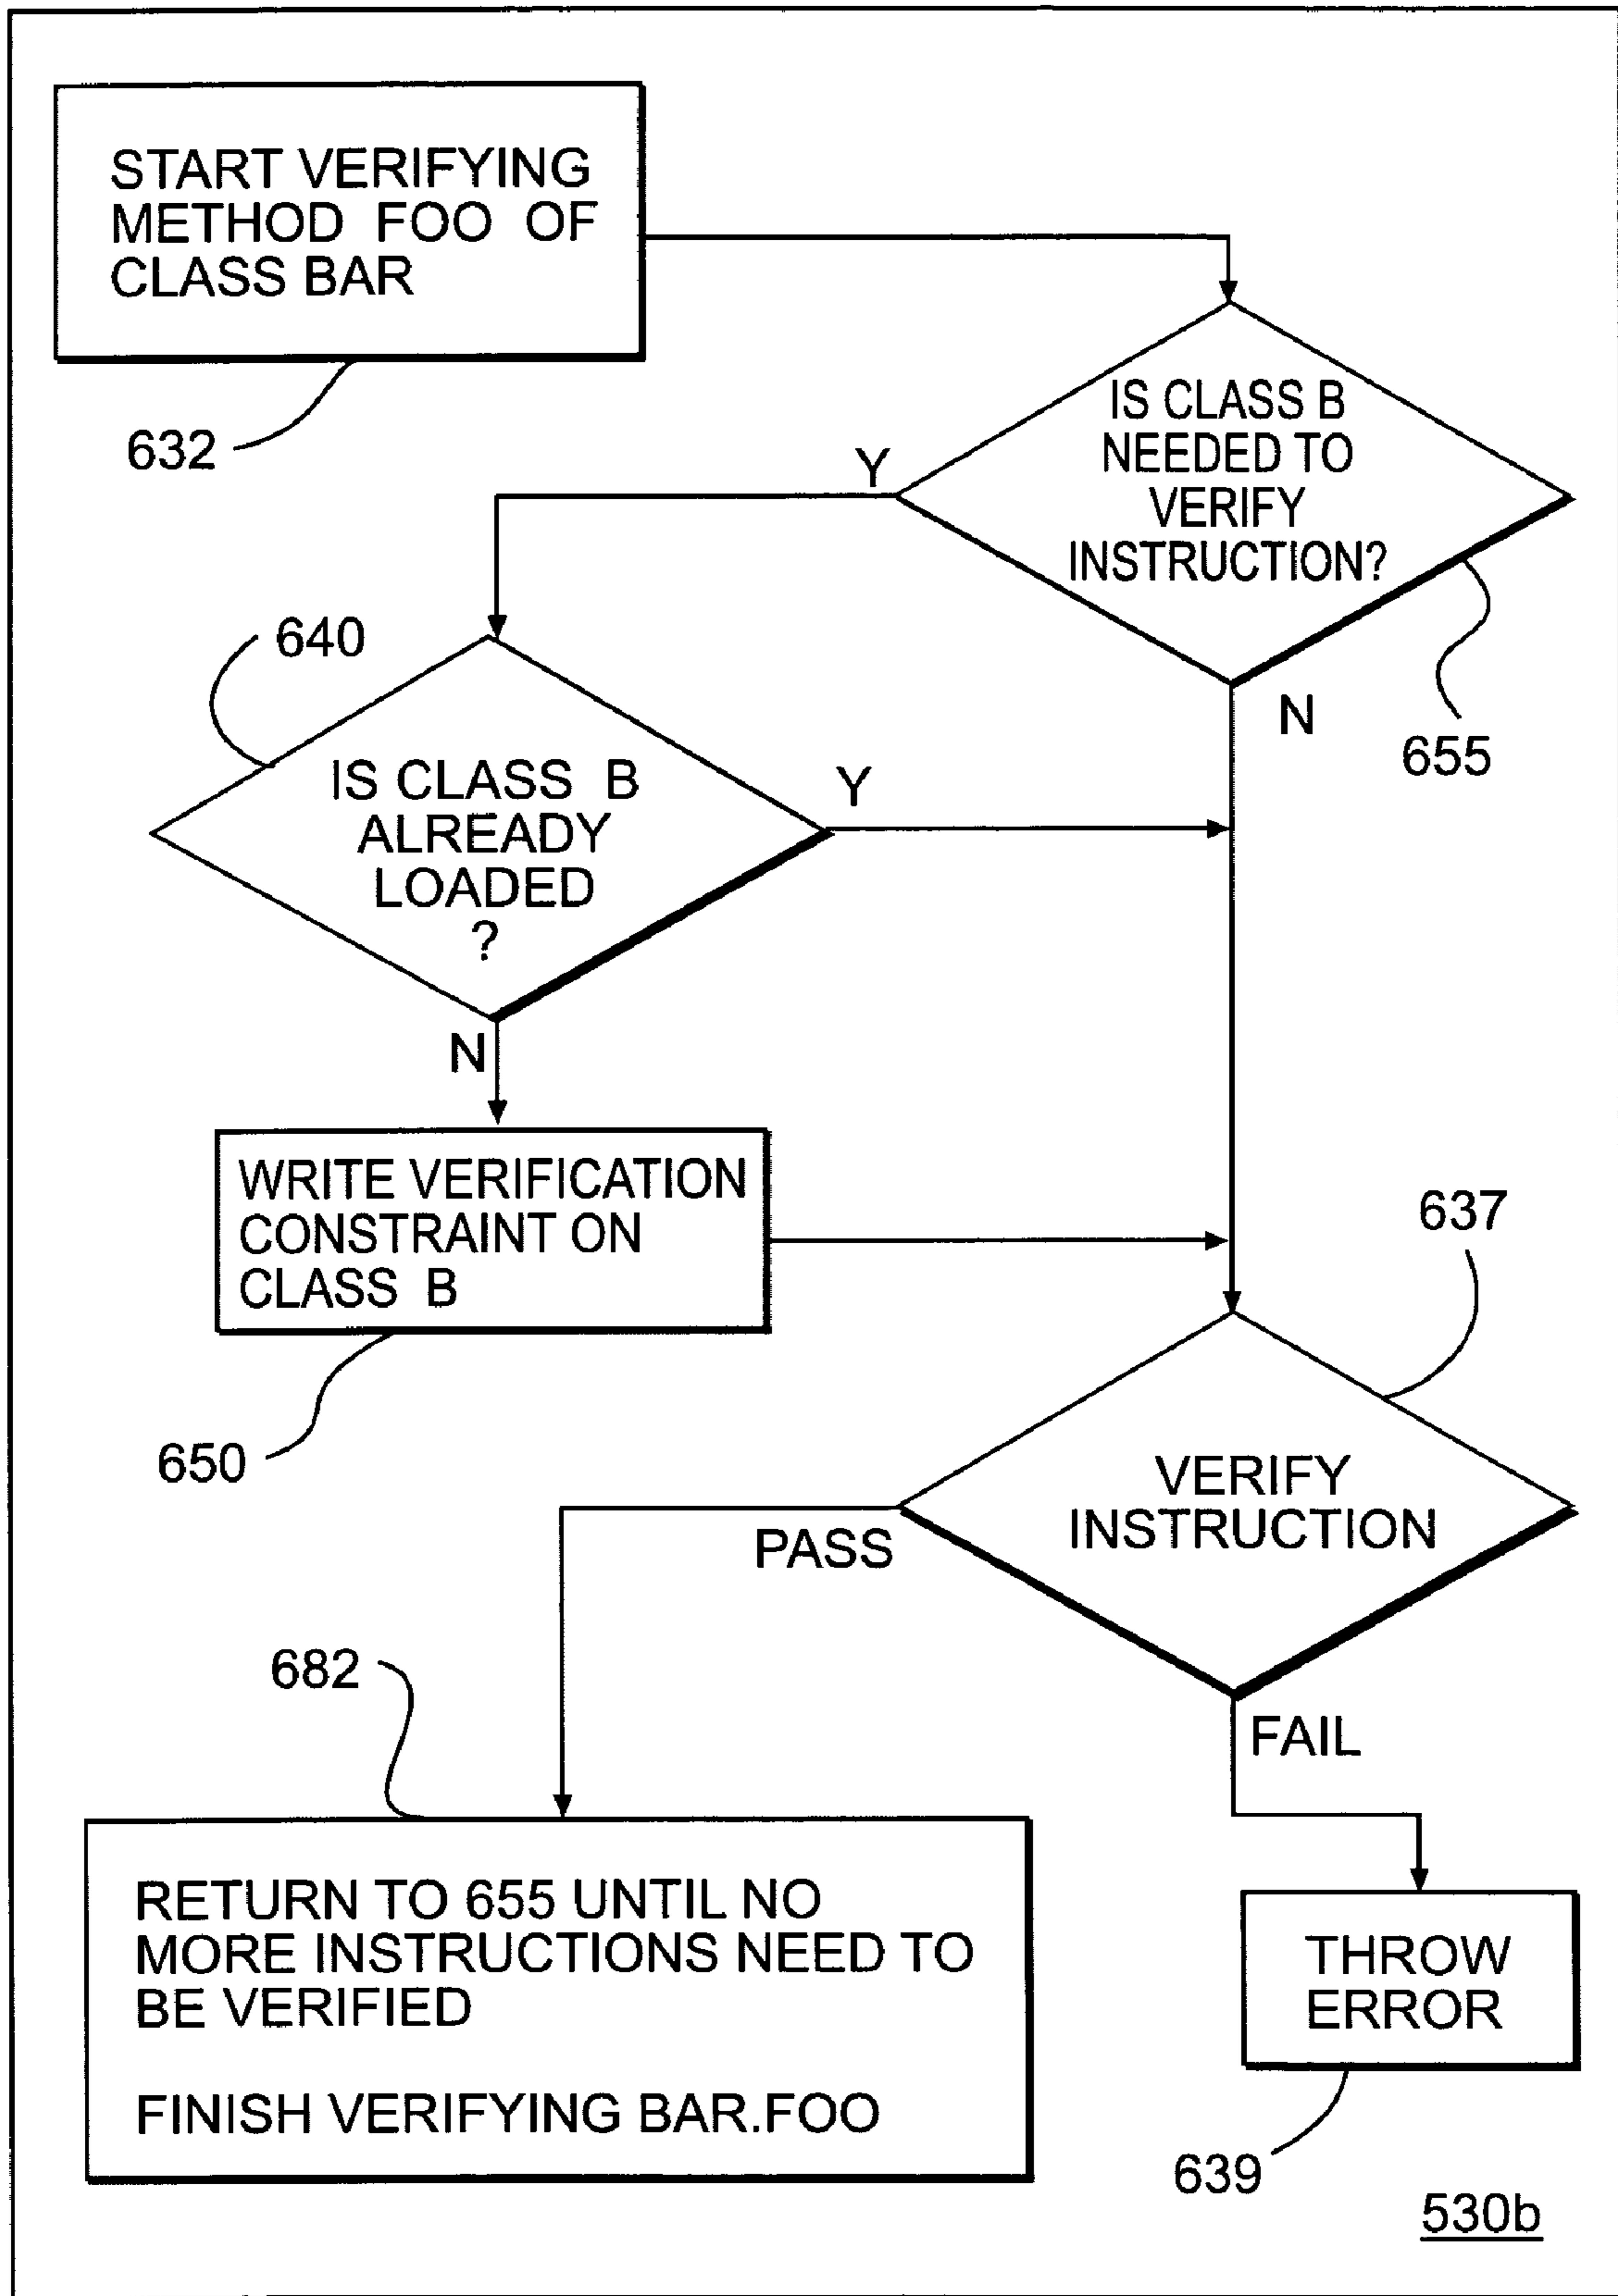 START VERIFYING
METHOD FOO OF
CLASS BAR
632
IS CLASS B
NEEDED TO
VERIFY
INSTRUCTION?
Y
N
655
640
IS CLASS B
ALREADY
LOADED
?
Y
N
WRITE VERIFICATION
CONSTRAINT ON
CLASS B
650
637
VERIFY
INSTRUCTION
PASS
FAIL
682
RETURN TO 655 UNTIL NO
MORE INSTRUCTIONS NEED TO
BE VERIFIED
FINISH VERIFYING BAR.FOO
THROW
ERROR
639
530b